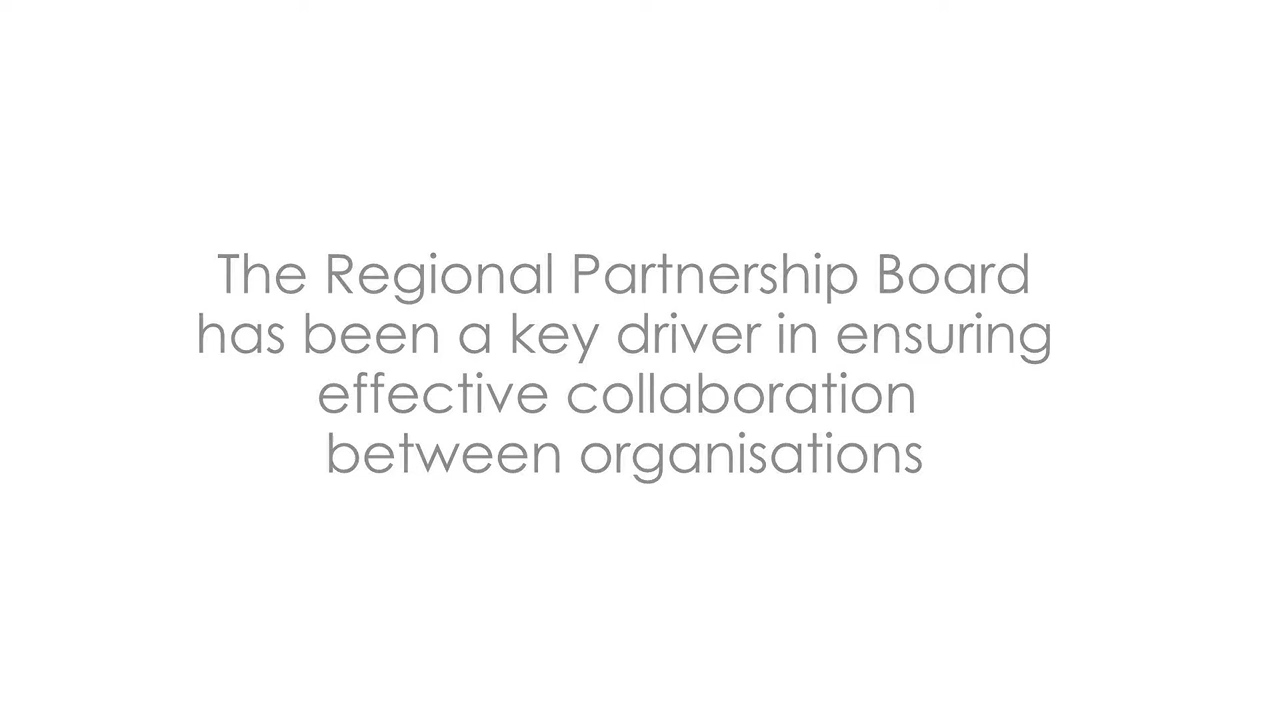 The Regional Partnership Board
has been a key driver in ensuring
effective collaboration
between organisations